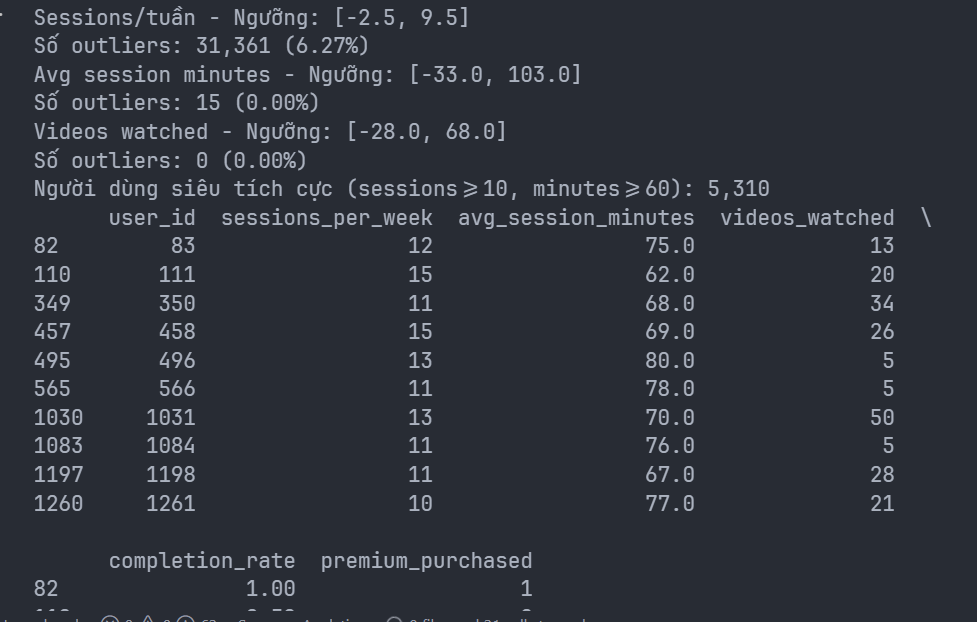 Sessions/tuần - Ngưỡng: [-2.5, 9.5]
Số outliers: 31,361 (6.27%)
Avg session minutes - Ngưỡng: [-33.0, 103.0]
Số outliers: 15 (0.00%)
Videos watched - Ngưỡng: [-28.0, 68.0]
Số outliers: 0 (0.00%)
Người dùng siêu tích cực (sessions>=10, minutes>=60): 5,310
user_id sessions_per_week avg_session_minutes videos_watched \
82 83 12 75.0 13
110 111 15 62.0 20
349 350 11 68.0 34
457 458 15 69.0 26
495 496 13 80.0 5
565 566 11 78.0 5
1030 1031 13 70.0 50
1083 1084 11 76.0 5
1197 1198 11 67.0 28
1260 1261 10 77.0 21
completion_rate premium_purchased
82 1.00 1